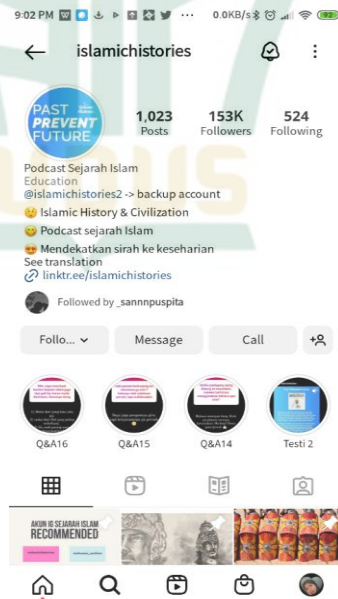 9:02 PM
0.0KB/s
92
islamichistories
PAST
PREVENT
FUTURE
1,023
Posts
153K
Followers
524
Following
Podcast Sejarah Islam
Education
@islamichistories2 -> backup account
Islamic History & Civilization
Podcast sejarah Islam
Mendekatkan sirah ke keseharian
See translation
linktr.ee/islamichistories
Followed by _sannnpuspita
Follo...
Message
Call
Q&A16
Q&A15
Q&A14
Testi 2
AKUN IG SEJARAH ISLAM
RECOMMENDED